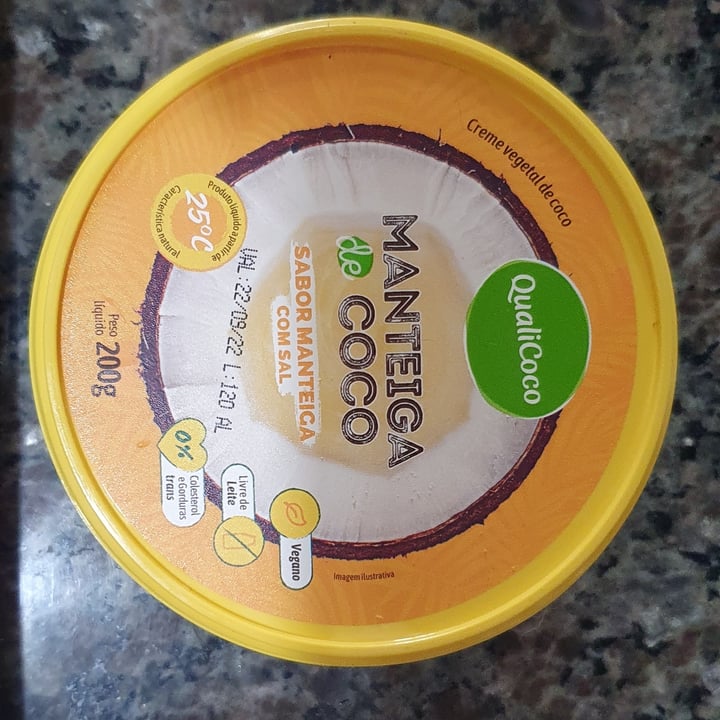 Creme vegetal de coco
QualiCoco
MANTEIGA
de COCO
SABOR MANTEIGA
COM SAL
VAL: 22/09/22 L: 120 AL
Produto líquido a partir de
25ºC
Característica natural
Peso
líquido 200g
0%
Colesterol
e Gorduras
trans
Livre de
Leite
Vegano
Imagem ilustrativa